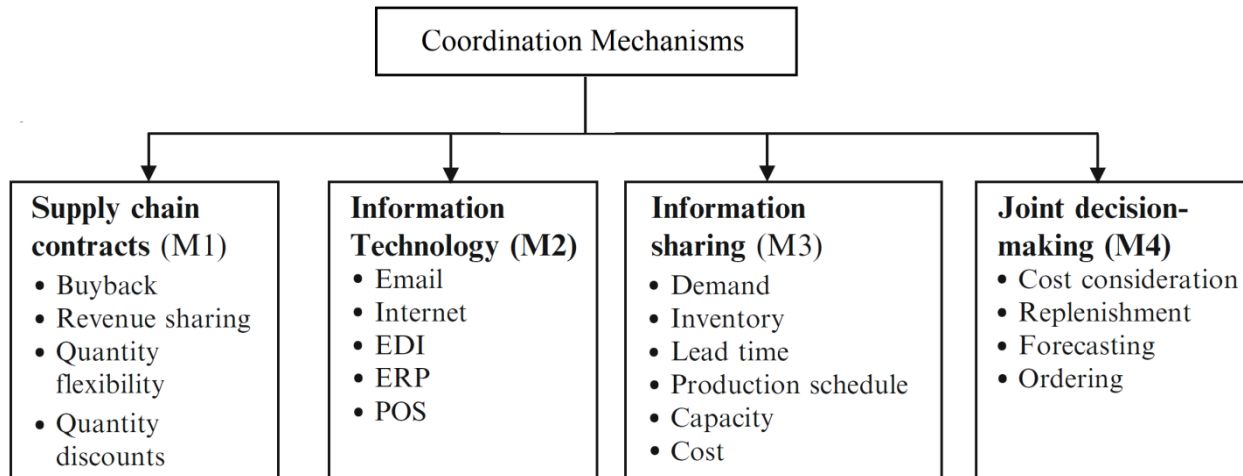 Coordination Mechanisms
Supply chain
contracts (M1)
• Buyback
• Revenue sharing
• Quantity
flexibility
• Quantity
discounts
Information
Technology (M2)
• Email
• Internet
• EDI
• ERP
• POS
Information
sharing (M3)
• Demand
• Inventory
• Lead time
• Production schedule
• Capacity
• Cost
Joint decision-
making (M4)
• Cost consideration
• Replenishment
• Forecasting
• Ordering